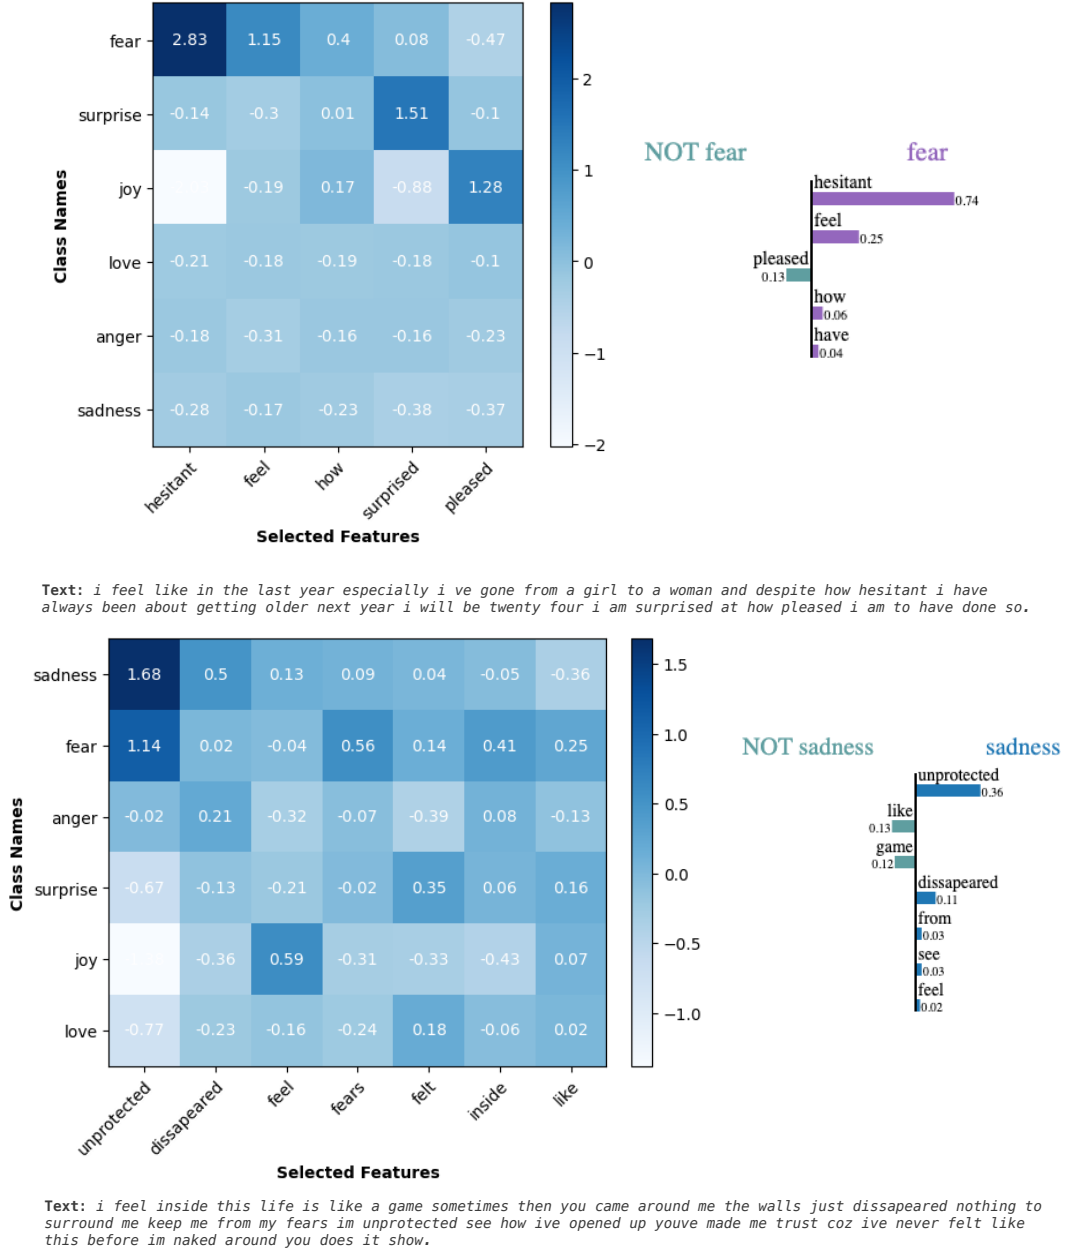 fear 2.83 1.15 0.4 0.08 -0.47
surprise -0.14 -0.3 0.01 1.51 -0.1
joy -0.19 0.17 -0.88 1.28
love -0.21 -0.18 -0.19 -0.18 -0.1
anger -0.18 -0.31 -0.16 -0.16 -0.23
sadness -0.28 -0.17 -0.23 -0.38 -0.37
Class Names
hesitant feel how surprised pleased
Selected Features
2
1
0
−1
−2
NOT fear fear
hesitant
0.74
feel
0.25
pleased
0.13
how
0.06
have
0.04
Text: i feel like in the last year especially i ve gone from a girl to a woman and despite how hesitant i have
always been about getting older next year i will be twenty four i am surprised at how pleased i am to have done so.
sadness 1.68 0.5 0.13 0.09 0.04 -0.05 -0.36
fear 1.14 0.02 -0.04 0.56 0.14 0.41 0.25
anger -0.02 0.21 -0.32 -0.07 -0.39 0.08 -0.13
surprise -0.67 -0.13 -0.21 -0.02 0.35 0.06 0.16
joy -0.36 0.59 -0.31 -0.33 -0.43 0.07
love -0.77 -0.23 -0.16 -0.24 0.18 -0.06 0.02
Class Names
unprotected dissapeared feel fears felt inside like
Selected Features
1.5
1.0
0.5
0.0
−0.5
−1.0
NOT sadness sadness
unprotected
0.36
like
0.13
game
0.12
dissapeared
0.11
from
0.03
see
0.03
feel
0.02
Text: i feel inside this life is like a game sometimes then you came around me the walls just dissapeared nothing to
surround me keep me from my fears im unprotected see how ive opened up youve made me trust coz ive never felt like
this before im naked around you does it show.